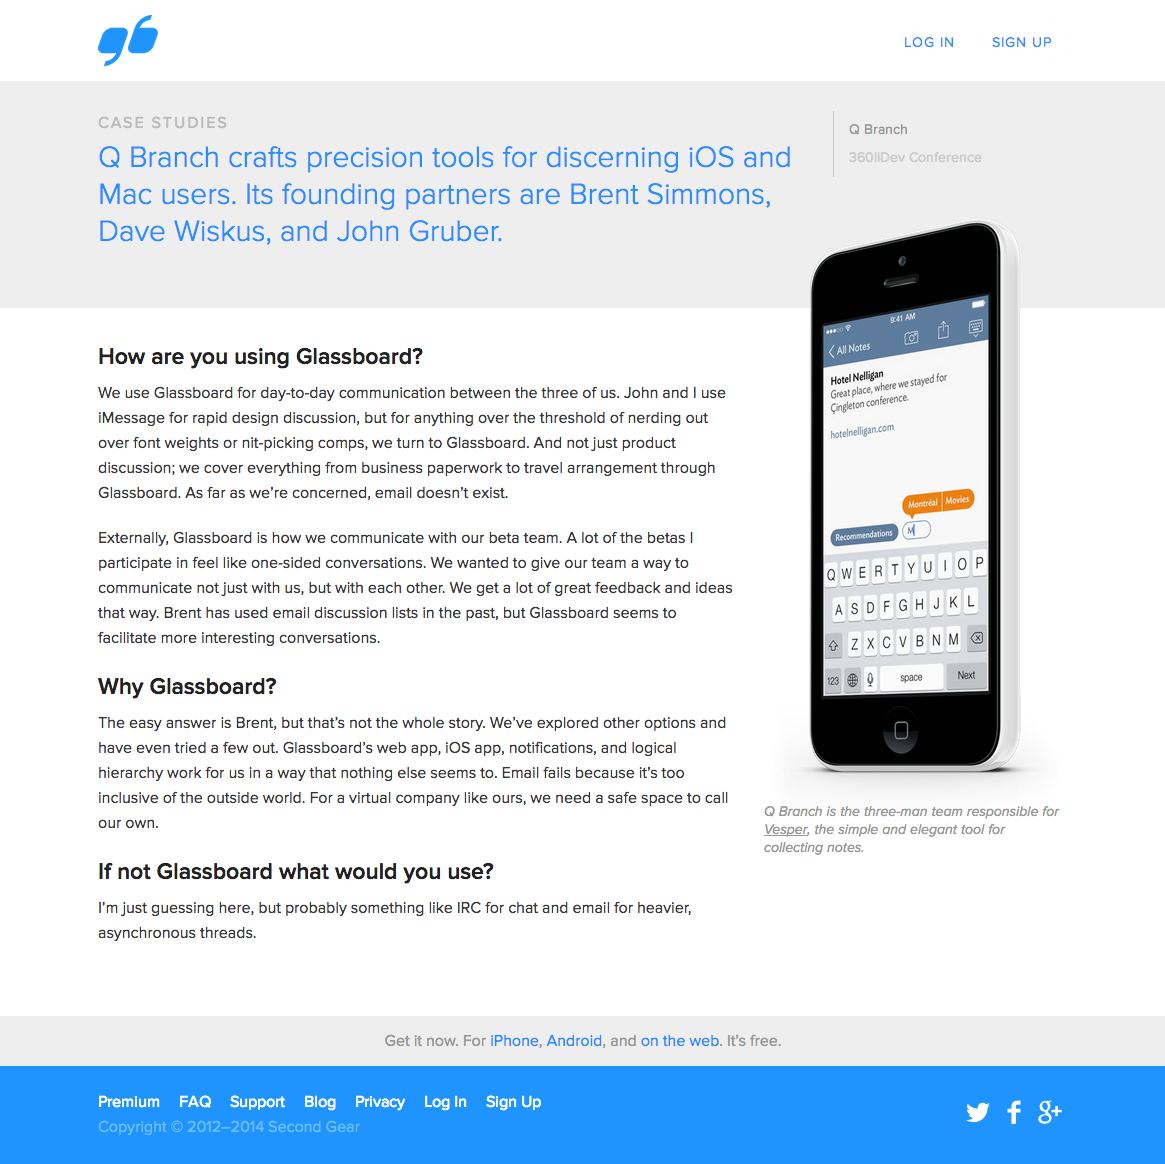 LOG IN SIGN UP
CASE STUDIES
Q Branch crafts precision tools for discerning iOS and
Mac users. Its founding partners are Brent Simmons,
Dave Wiskus, and John Gruber.
Q Branch
360|iDev Conference
How are you using Glassboard?
We use Glassboard for day-to-day communication between the three of us. John and I use
iMessage for rapid design discussion, but for anything over the threshold of nerding out
over font weights or nit-picking comps, we turn to Glassboard. And not just product
discussion; we cover everything from business paperwork to travel arrangement through
Glassboard. As far as we’re concerned, email doesn’t exist.
Externally, Glassboard is how we communicate with our beta team. A lot of the betas I
participate in feel like one-sided conversations. We wanted to give our team a way to
communicate not just with us, but with each other. We get a lot of great feedback and ideas
that way. Brent has used email discussion lists in the past, but Glassboard seems to
facilitate more interesting conversations.
Why Glassboard?
The easy answer is Brent, but that’s not the whole story. We’ve explored other options and
have even tried a few out. Glassboard’s web app, iOS app, notifications, and logical
hierarchy work for us in a way that nothing else seems to. Email fails because it’s too
inclusive of the outside world. For a virtual company like ours, we need a safe space to call
our own.
If not Glassboard what would you use?
I’m just guessing here, but probably something like IRC for chat and email for heavier,
asynchronous threads.
9:41 AM
All Notes
Hotel Nelligan
Great place, where we stayed for
Çingleton conference.
hotelnelligan.com
Montréal Movies
Recommendations M
Q W E R T Y U I O P
A S D F G H J K L
Z X C V B N M
123 space Next
Q Branch is the three-man team responsible for
Vesper, the simple and elegant tool for
collecting notes.
Get it now. For iPhone, Android, and on the web. It’s free.
Premium FAQ Support Blog Privacy Log In Sign Up
Copyright © 2012–2014 Second Gear